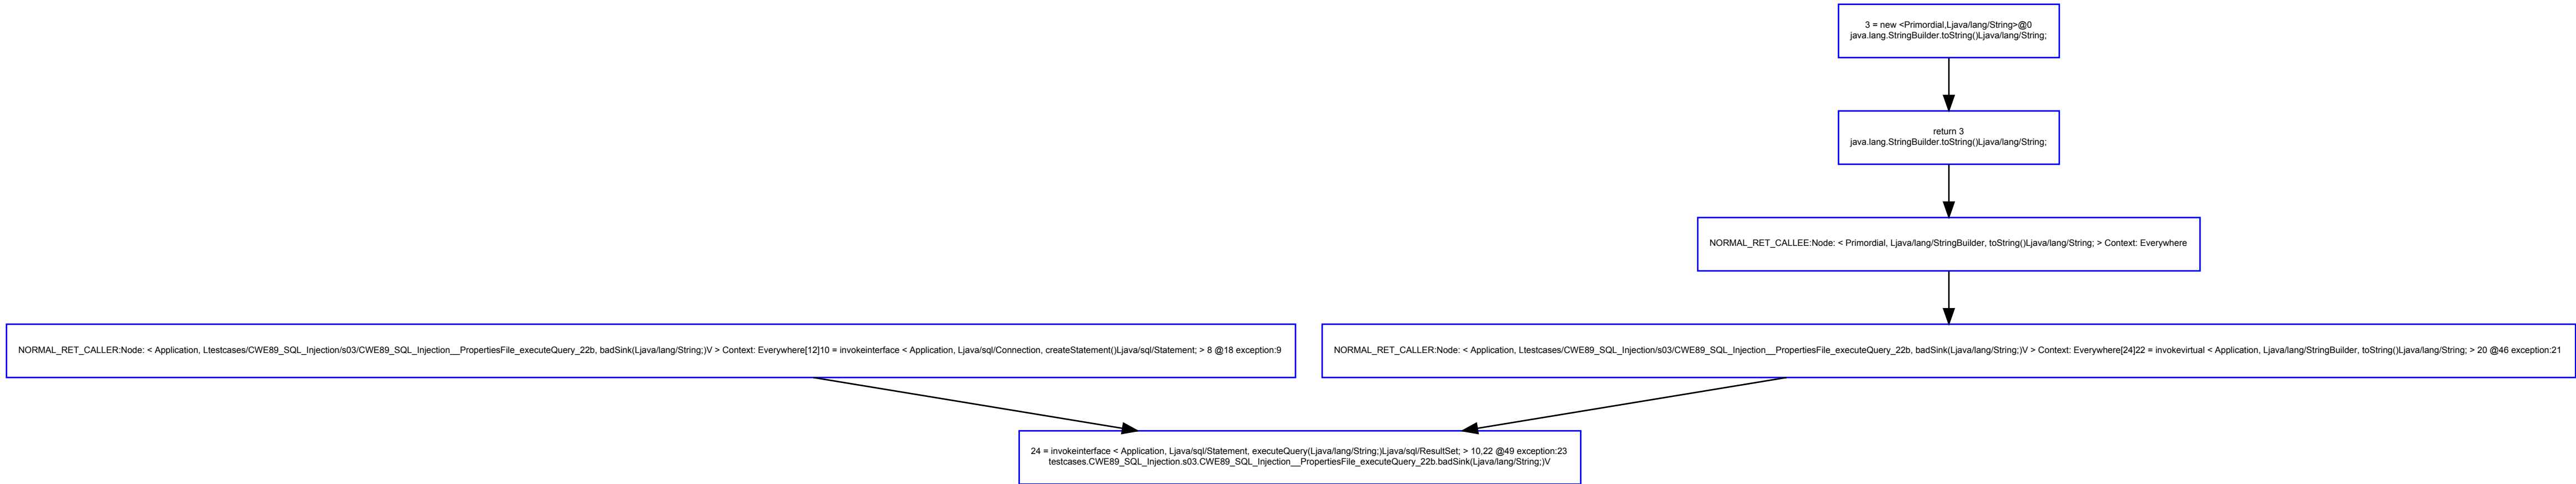 3 = new <Primordial,Ljava/lang/String>@0
java.lang.StringBuilder.toString()Ljava/lang/String;
return 3
java.lang.StringBuilder.toString()Ljava/lang/String;
NORMAL_RET_CALLEE:Node: < Primordial, Ljava/lang/StringBuilder, toString()Ljava/lang/String; > Context: Everywhere
NORMAL_RET_CALLER:Node: < Application, Ltestcases/CWE89_SQL_Injection/s03/CWE89_SQL_Injection__PropertiesFile_executeQuery_22b, badSink(Ljava/lang/String;)V > Context: Everywhere[12]10 = invokeinterface < Application, Ljava/sql/Connection, createStatement()Ljava/sql/Statement; > 8 @18 exception:9
NORMAL_RET_CALLER:Node: < Application, Ltestcases/CWE89_SQL_Injection/s03/CWE89_SQL_Injection__PropertiesFile_executeQuery_22b, badSink(Ljava/lang/String;)V > Context: Everywhere[24]22 = invokevirtual < Application, Ljava/lang/StringBuilder, toString()Ljava/lang/String; > 20 @46 exception:21
24 = invokeinterface < Application, Ljava/sql/Statement, executeQuery(Ljava/lang/String;)Ljava/sql/ResultSet; > 10,22 @49 exception:23
testcases.CWE89_SQL_Injection.s03.CWE89_SQL_Injection__PropertiesFile_executeQuery_22b.badSink(Ljava/lang/String;)V